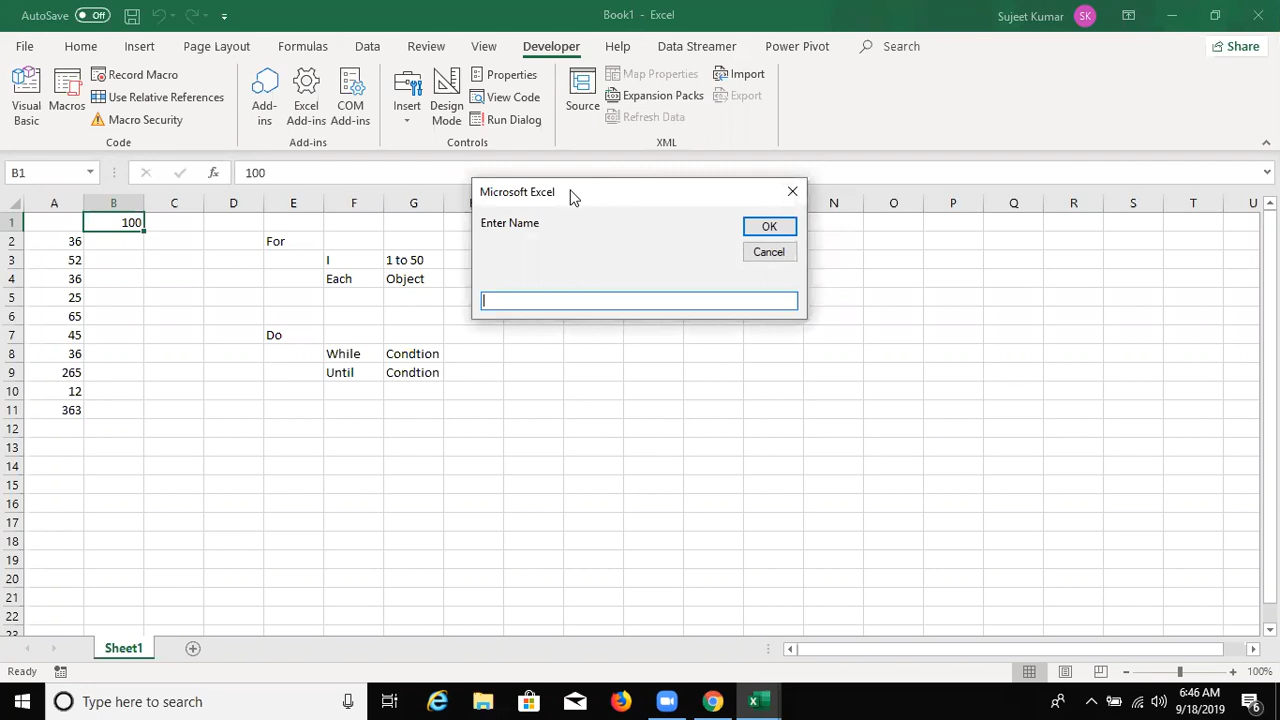 AutoSave Off
Book1 - Excel
Sujeet Kumar SK
File Home Insert Page Layout Formulas Data Review View Developer Help Data Streamer Power Pivot Search Share
Visual Basic
Macros
Record Macro
Use Relative References
Macro Security
Code
Add-ins
Excel Add-ins
COM Add-ins
Add-ins
Insert
Design Mode
Properties
View Code
Run Dialog
Controls
Source
Map Properties
Expansion Packs
Refresh Data
Import
Export
XML
B1 fx 100
A B C D E F G N O P Q R S T U
1 100
2 36 For
3 52 I 1 to 50
4 36 Each Object
5 25
6 65
7 45 Do
8 36 While Condtion
9 265 Until Condtion
10 12
11 363
12
13
14
15
16
17
18
19
20
21
22
23
Microsoft Excel
Enter Name
OK
Cancel
Sheet1
Ready 100%
Type here to search
6:46 AM
9/18/2019
6